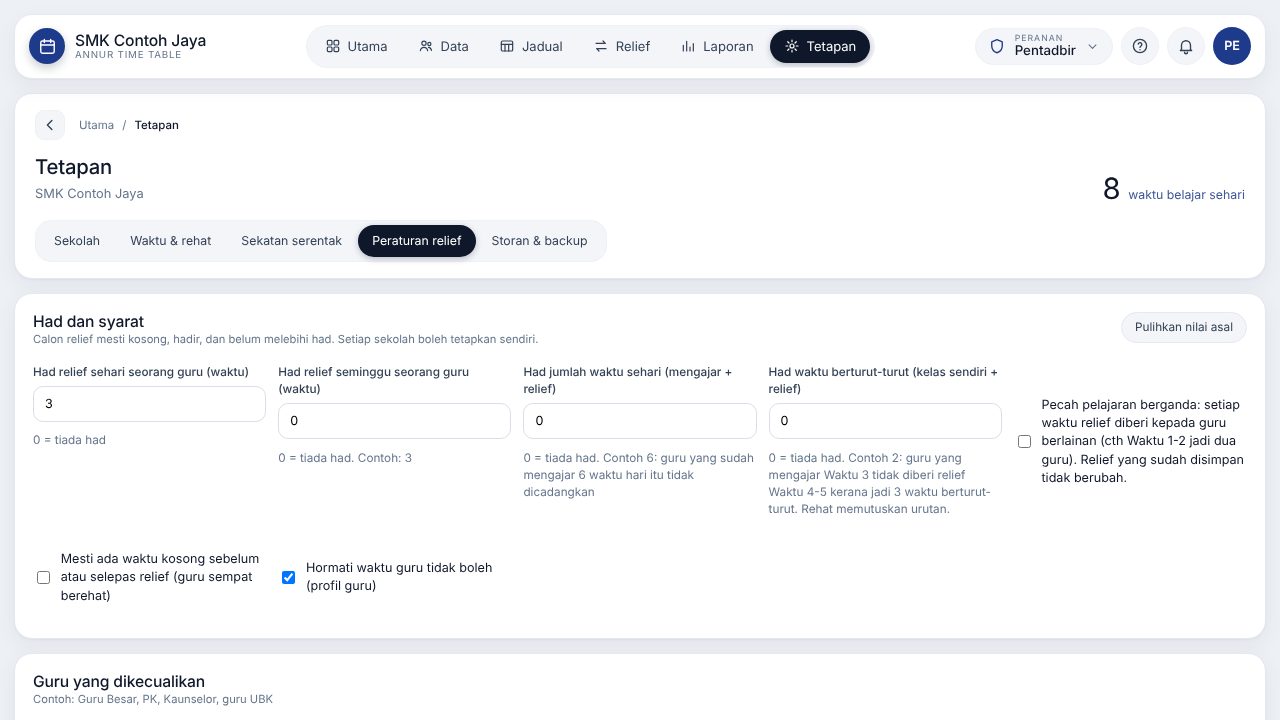 SMK Contoh Jaya
ANNUR TIME TABLE
Utama
Data
Jadual
Relief
Laporan
Tetapan
PERANAN
Pentadbir
PE
Utama / Tetapan
Tetapan
SMK Contoh Jaya
8 waktu belajar sehari
Sekolah
Waktu & rehat
Sekatan serentak
Peraturan relief
Storan & backup
Had dan syarat
Calon relief mesti kosong, hadir, dan belum melebihi had. Setiap sekolah boleh tetapkan sendiri.
Pulihkan nilai asal
Had relief sehari seorang guru (waktu)
3
0 = tiada had
Had relief seminggu seorang guru
(waktu)
0
0 = tiada had. Contoh: 3
Had jumlah waktu sehari (mengajar +
relief)
0
0 = tiada had. Contoh 6: guru yang sudah
mengajar 6 waktu hari itu tidak
dicadangkan
Had waktu berturut-turut (kelas sendiri +
relief)
0
0 = tiada had. Contoh 2: guru yang
mengajar Waktu 3 tidak diberi relief
Waktu 4-5 kerana jadi 3 waktu berturut-
turut. Rehat memutuskan urutan.
Pecah pelajaran berganda: setiap
waktu relief diberi kepada guru
berlainan (cth Waktu 1-2 jadi dua
guru). Relief yang sudah disimpan
tidak berubah.
Mesti ada waktu kosong sebelum
atau selepas relief (guru sempat
berehat)
Hormati waktu guru tidak boleh
(profil guru)
Guru yang dikecualikan
Contoh: Guru Besar, PK, Kaunselor, guru UBK